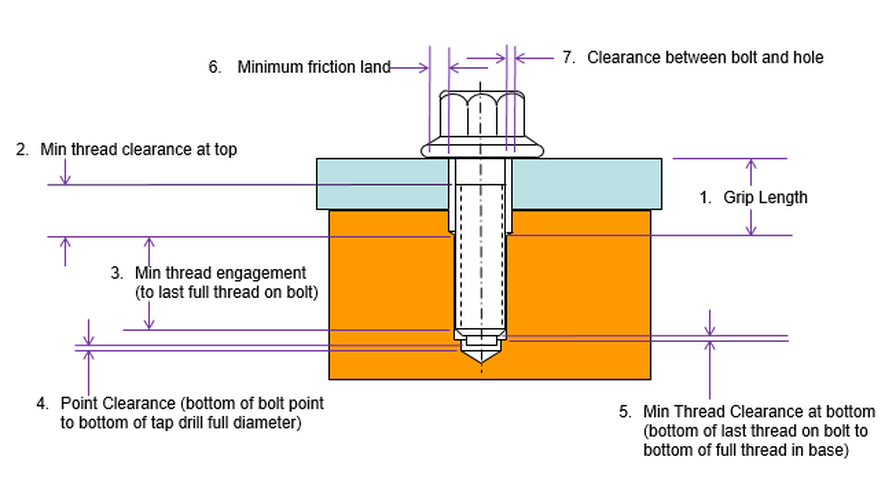 6. Minimum friction land
7. Clearance between bolt and hole
2. Min thread clearance at top
1. Grip Length
3. Min thread engagement
(to last full thread on bolt)
4. Point Clearance (bottom of bolt point
to bottom of tap drill full diameter)
5. Min Thread Clearance at bottom
(bottom of last thread on bolt to
bottom of full thread in base)